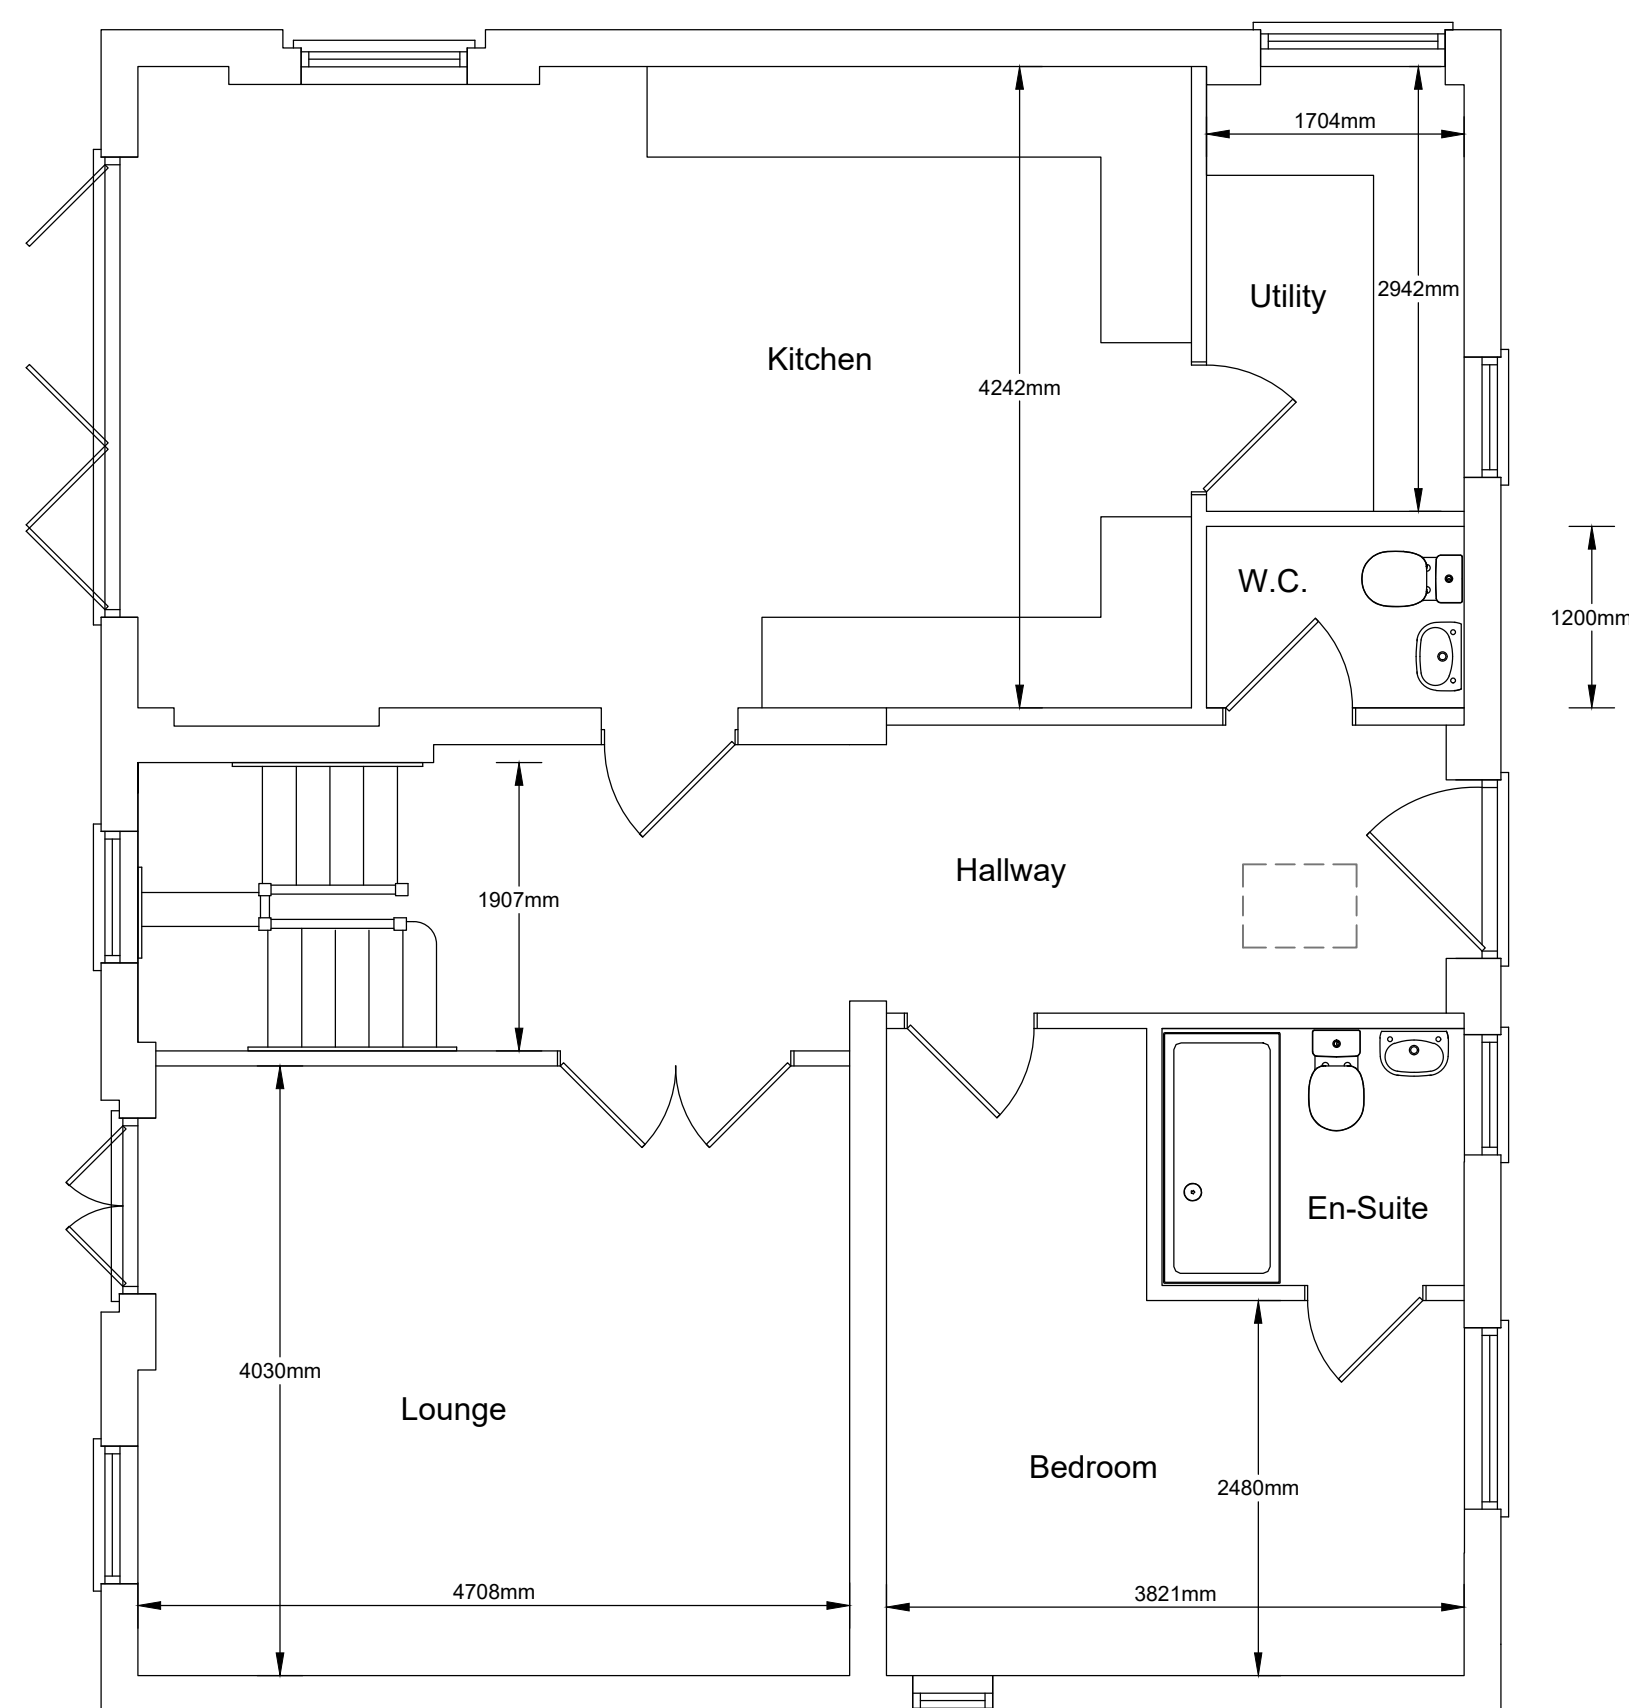 1704mm
Utility
2942mm
Kitchen
4242mm
W.C.
1200mm
Hallway
1907mm
En-Suite
4030mm
Lounge
Bedroom
2480mm
4708mm
3821mm